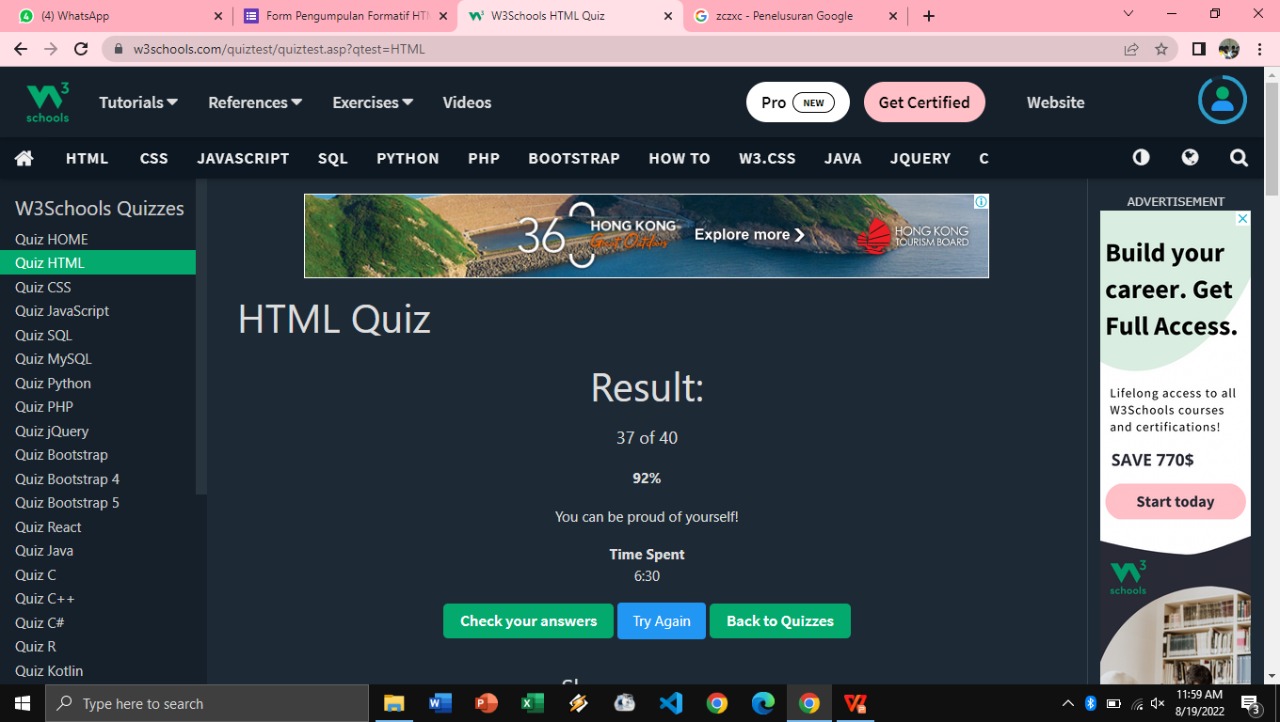 (4) WhatsApp
Form Pengumpulan Formatif HTM
W3Schools HTML Quiz
zczxc - Penelusuran Google
w3schools.com/quiztest/quiztest.asp?qtest=HTML
W3
schools
Tutorials
References
Exercises
Videos
Pro NEW
Get Certified
Website
HTML
CSS
JAVASCRIPT
SQL
PYTHON
PHP
BOOTSTRAP
HOW TO
W3.CSS
JAVA
JQUERY
C
W3Schools Quizzes
Quiz HOME
Quiz HTML
Quiz CSS
Quiz JavaScript
Quiz SQL
Quiz MySQL
Quiz Python
Quiz PHP
Quiz jQuery
Quiz Bootstrap
Quiz Bootstrap 4
Quiz Bootstrap 5
Quiz React
Quiz Java
Quiz C
Quiz C++
Quiz C#
Quiz R
Quiz Kotlin
360
HONG KONG
Great Outdoors
Explore more
HONG KONG
TOURISM BOARD
HTML Quiz
Result:
37 of 40
92%
You can be proud of yourself!
Time Spent
6:30
Check your answers
Try Again
Back to Quizzes
ADVERTISEMENT
Build your
career. Get
Full Access.
Lifelong access to all
W3Schools courses
and certifications!
SAVE 770$
Start today
W3
schools
Type here to search
11:59 AM
8/19/2022
3